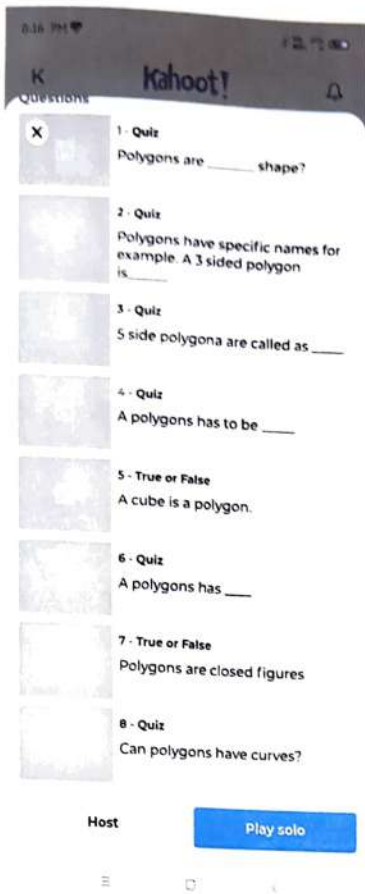 8:16 PM
K
Kahoot!
Questions
X
1 - Quiz
Polygons are ______ shape?
2 - Quiz
Polygons have specific names for
example. A 3 sided polygon
is_____
3 - Quiz
5 side polygona are called as ____
4 - Quiz
A polygons has to be ____
5 - True or False
A cube is a polygon.
6 - Quiz
A polygons has ___
7 - True or False
Polygons are closed figures
8 - Quiz
Can polygons have curves?
Host
Play solo